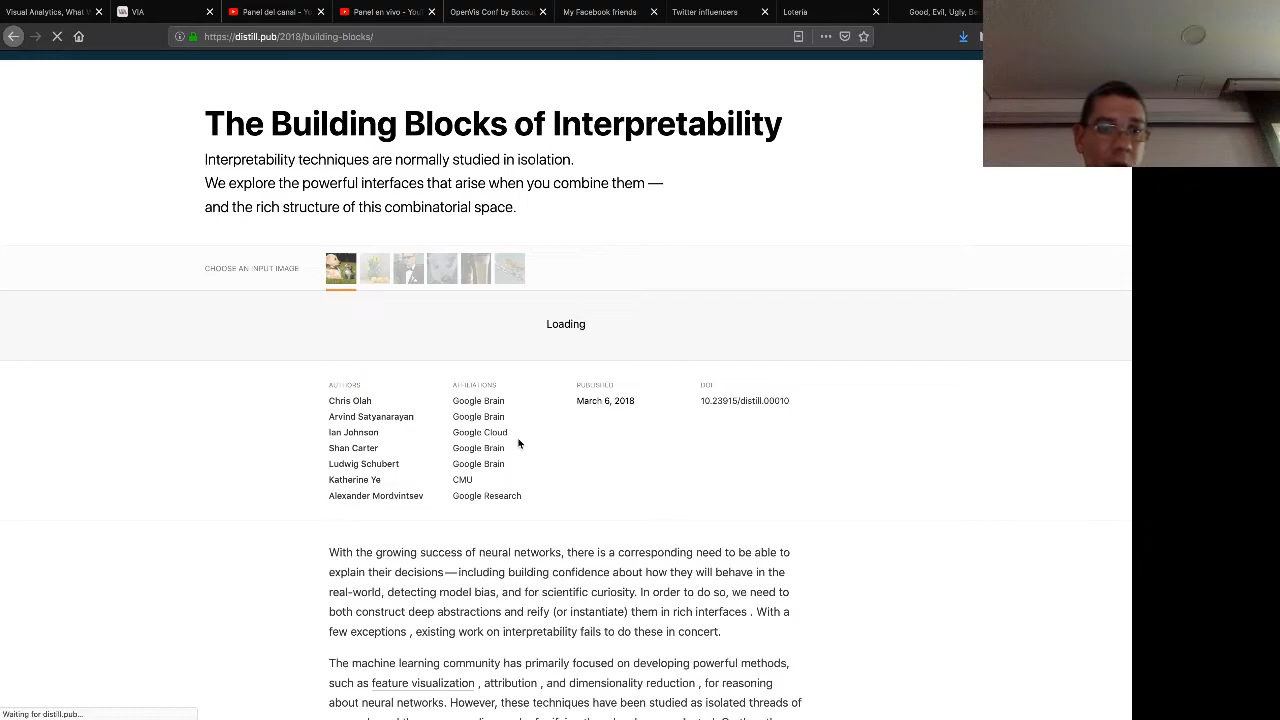 Visual Analytics, What W
VIA
Panel del canal - Yo
Panel en vivo - YouT
OpenVis Conf by Bocou
My Facebook friends
Twitter influencers
Lotería
Good, Evil, Ugly, Be
https://distill.pub/2018/building-blocks/
The Building Blocks of Interpretability
Interpretability techniques are normally studied in isolation.
We explore the powerful interfaces that arise when you combine them —
and the rich structure of this combinatorial space.
CHOOSE AN INPUT IMAGE
Loading
AUTHORS AFFILIATIONS PUBLISHED DOI
Chris Olah Google Brain March 6, 2018 10.23915/distill.00010
Arvind Satyanarayan Google Brain
Ian Johnson Google Cloud
Shan Carter Google Brain
Ludwig Schubert Google Brain
Katherine Ye CMU
Alexander Mordvintsev Google Research
With the growing success of neural networks, there is a corresponding need to be able to
explain their decisions — including building confidence about how they will behave in the
real-world, detecting model bias, and for scientific curiosity. In order to do so, we need to
both construct deep abstractions and reify (or instantiate) them in rich interfaces . With a
few exceptions , existing work on interpretability fails to do these in concert.
The machine learning community has primarily focused on developing powerful methods,
such as feature visualization , attribution , and dimensionality reduction , for reasoning
about neural networks. However, these techniques have been studied as isolated threads of
Waiting for distill.pub...